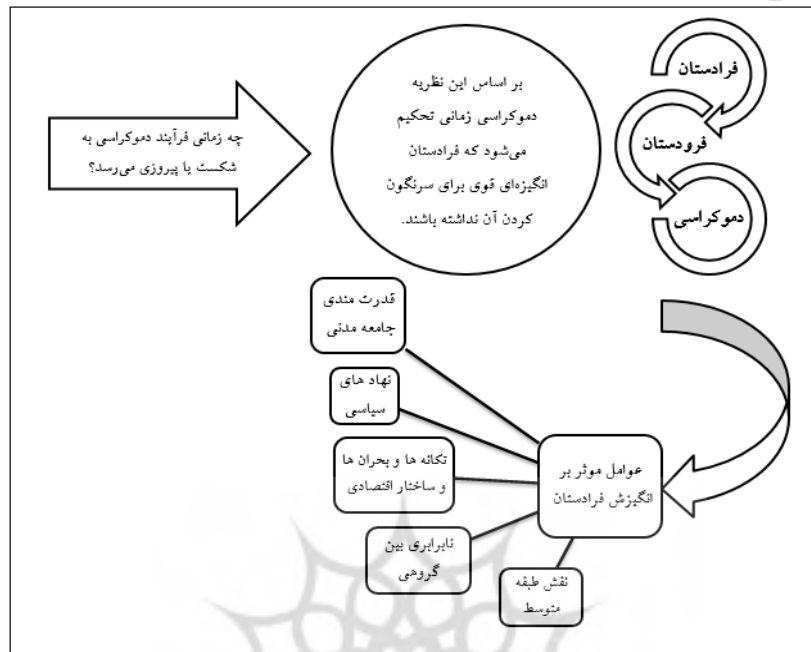 فرادستان
فرودستان
دموکراسی
بر اساس این نظریه
دموکراسی زمانی تحکیم
می‌شود که فرادستان
انگیزه‌ای قوی برای سرنگون
کردن آن نداشته باشند.
چه زمانی فرآیند دموکراسی به
شکست یا پیروزی می‌رسد؟
قدرت مندی
جامعه مدنی
نهاد های
سیاسی
تکانه ها و بحران ها
و ساختار اقتصادی
نابرابری بین
گروهی
نقش طبقه
متوسط
عوامل موثر بر
انگیزش فرادستان